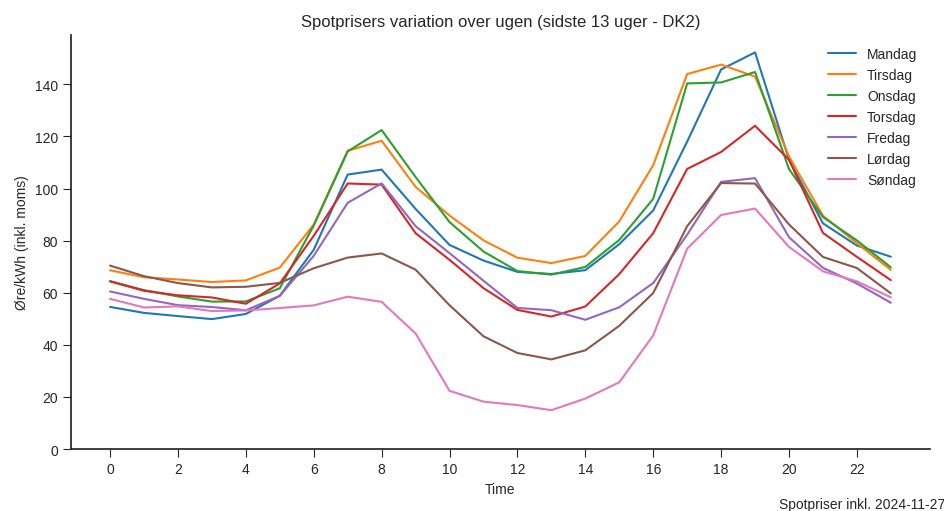 Spotprisers variation over ugen (sidste 13 uger - DK2)
Øre/kWh (inkl. moms)
140
120
100
80
60
40
20
0
0 2 4 6 8 10 12 14 16 18 20 22
Time
Mandag
Tirsdag
Onsdag
Torsdag
Fredag
Lørdag
Søndag
Spotpriser inkl. 2024-11-27